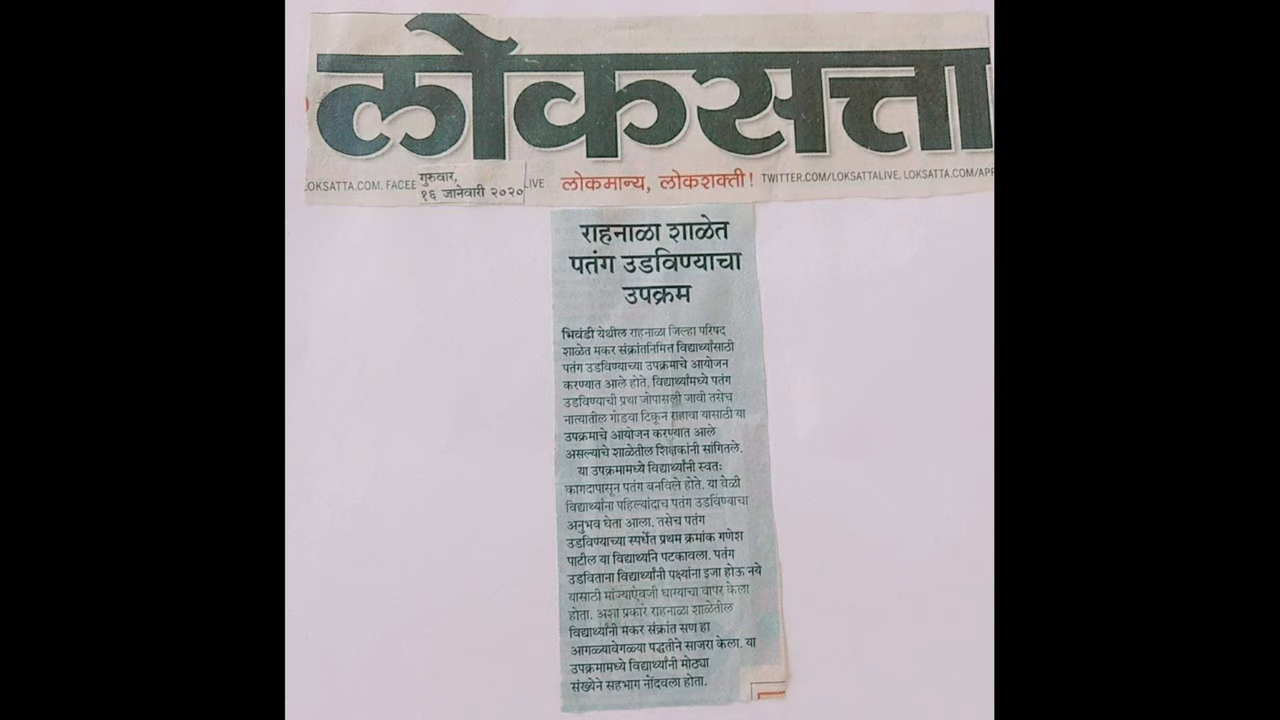 लोकसत्ता
LOKSATTA.COM, FACEE गुरुवार, १६ जानेवारी २०२० LIVE लोकमान्य, लोकशक्ती! TWITTER.COM/LOKSATTALIVE, LOKSATTA.COM/APP
राहनाळा शाळेत
पतंग उडविण्याचा
उपक्रम
भिवंडी येथील राहनाळा जिल्हा परिषद
शाळेत मकर संक्रांतनिमित्त विद्यार्थ्यांसाठी
पतंग उडविण्याच्या उपक्रमाचे आयोजन
करण्यात आले होते. विद्यार्थ्यांमध्ये पतंग
उडविण्याची प्रथा जोपासली जावी तसेच
नात्यातील गोडवा टिकून राहावा यासाठी या
उपक्रमाचे आयोजन करण्यात आले
असल्याचे शाळेतील शिक्षकांनी सांगितले.
या उपक्रमामध्ये विद्यार्थ्यांनी स्वतः
कागदापासून पतंग बनविले होते. या वेळी
विद्यार्थ्यांना पहिल्यांदाच पतंग उडविण्याचा
अनुभव घेता आला. तसेच पतंग
उडविण्याच्या स्पर्धेत प्रथम क्रमांक गणेश
पाटील या विद्यार्थ्याने पटकावला. पतंग
उडविताना विद्यार्थ्यांनी पक्ष्यांना इजा होऊ नये
यासाठी मांज्याऐवजी धाग्याचा वापर केला
होता. अशा प्रकारे राहनाळा शाळेतील
विद्यार्थ्यांनी मकर संक्रांत सण हा
आगळ्यावेगळ्या पद्धतीने साजरा केला. या
उपक्रमामध्ये विद्यार्थ्यांनी मोठ्या
संख्येने सहभाग नोंदवला होता.